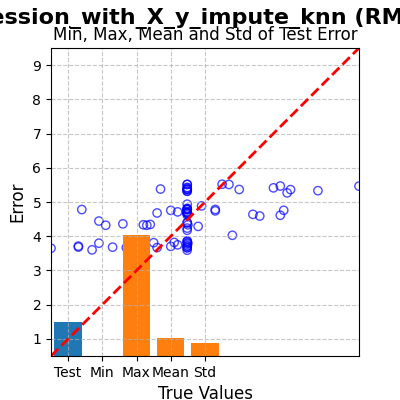 ession_with_X_y_impute_knn (RM
Min, Max, Mean and Std of Test Error
9
8
7
6
5
4
3
2
1
Error
Test Min Max Mean Std
True Values